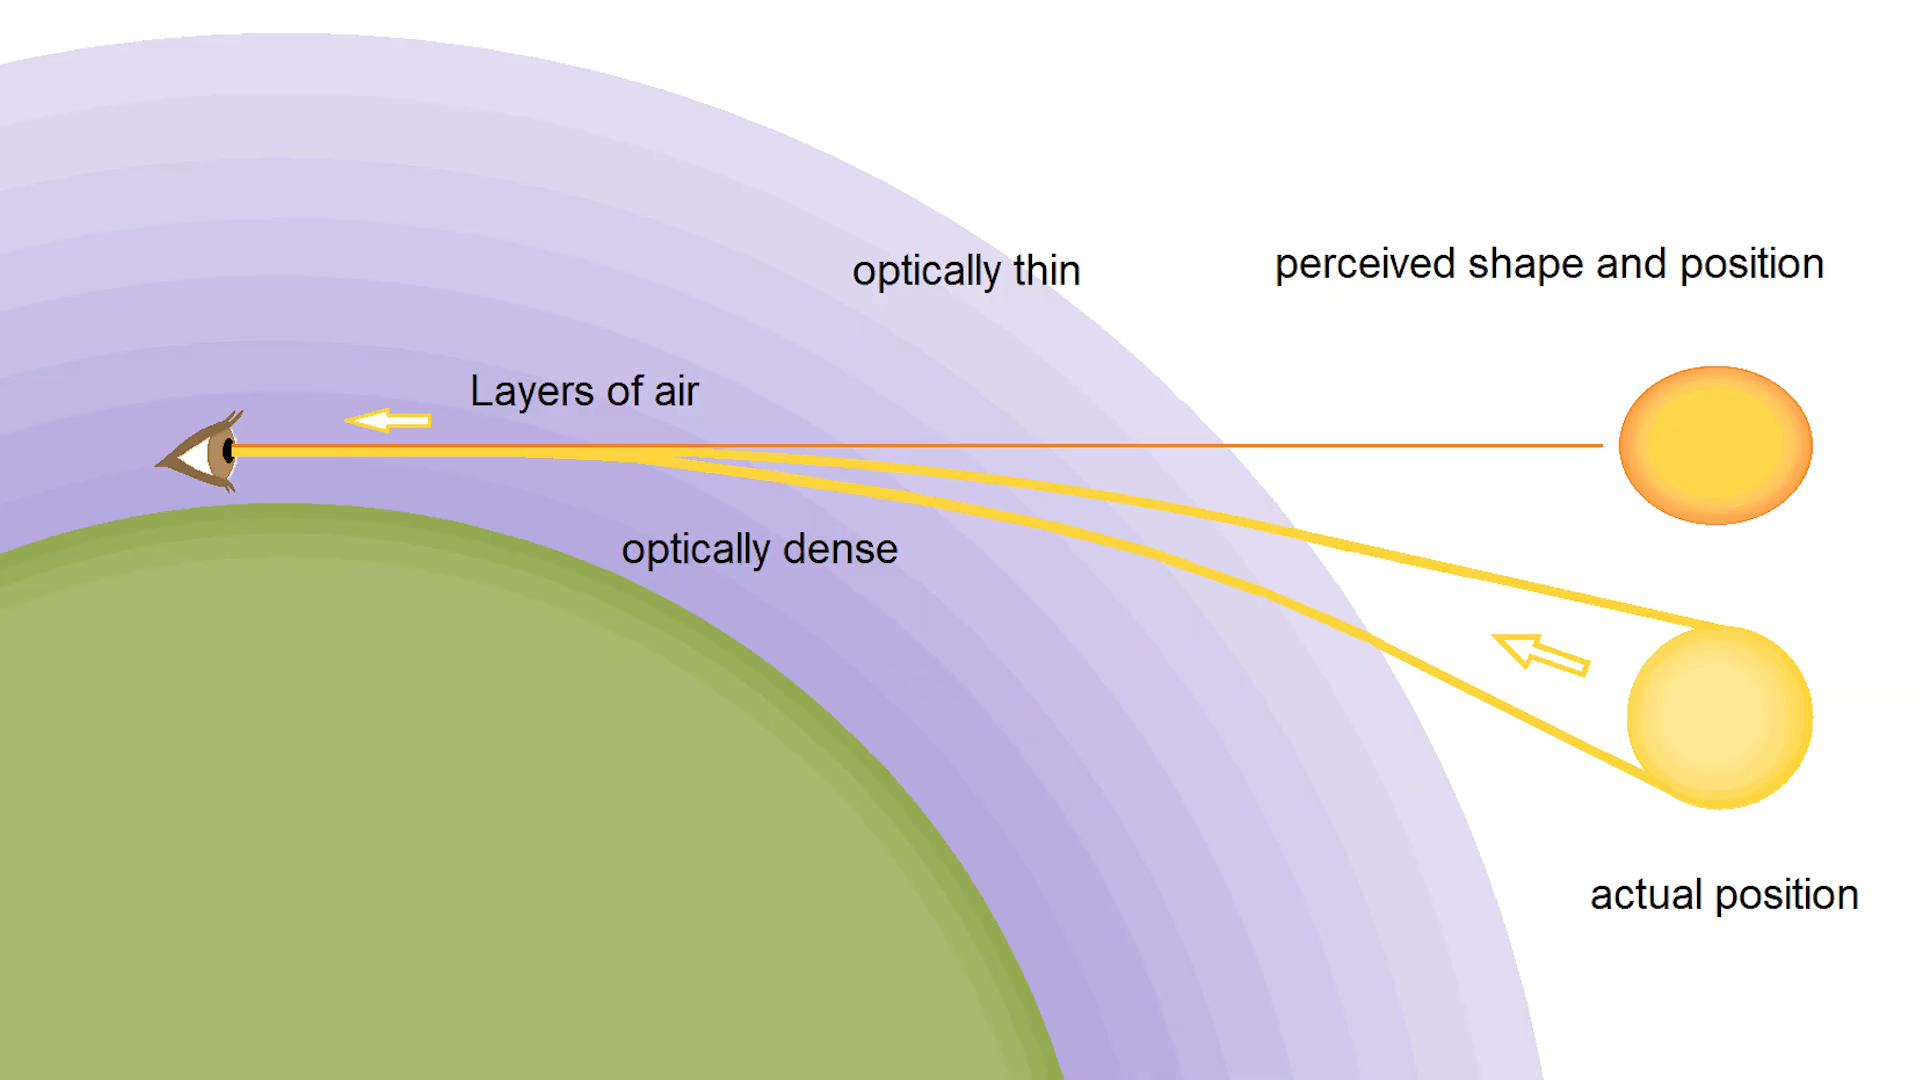 optically thin
perceived shape and position
Layers of air
optically dense
actual position